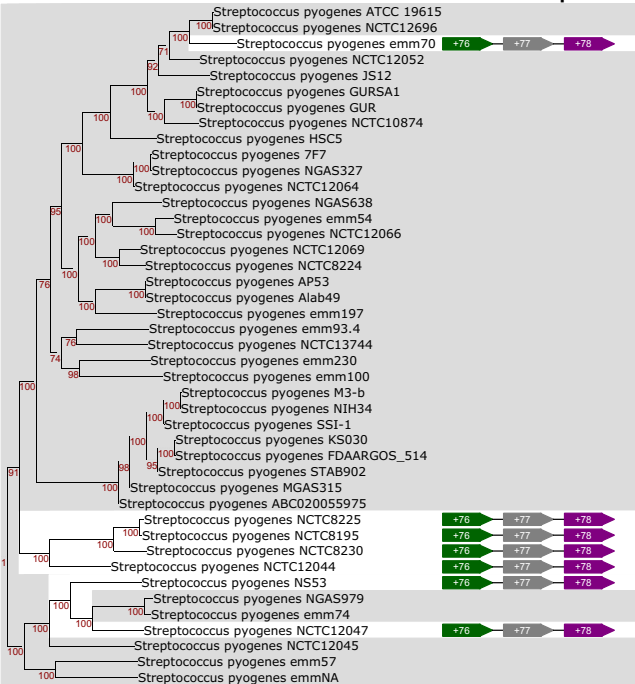 Streptococcus pyogenes ATCC 19615
Streptococcus pyogenes NCTC12696
Streptococcus pyogenes emm70 +76 +77 +78
Streptococcus pyogenes NCTC12052
Streptococcus pyogenes JS12
Streptococcus pyogenes GURSA1
Streptococcus pyogenes GUR
Streptococcus pyogenes NCTC10874
Streptococcus pyogenes HSC5
Streptococcus pyogenes 7F7
Streptococcus pyogenes NGAS327
Streptococcus pyogenes NCTC12064
Streptococcus pyogenes NGAS638
Streptococcus pyogenes emm54
Streptococcus pyogenes NCTC12066
Streptococcus pyogenes NCTC12069
Streptococcus pyogenes NCTC8224
Streptococcus pyogenes AP53
Streptococcus pyogenes Alab49
Streptococcus pyogenes emm197
Streptococcus pyogenes emm93.4
Streptococcus pyogenes NCTC13744
Streptococcus pyogenes emm230
Streptococcus pyogenes emm100
Streptococcus pyogenes M3-b
Streptococcus pyogenes NIH34
Streptococcus pyogenes SSI-1
Streptococcus pyogenes KS030
Streptococcus pyogenes FDAARGOS_514
Streptococcus pyogenes STAB902
Streptococcus pyogenes MGAS315
Streptococcus pyogenes ABC020055975
Streptococcus pyogenes NCTC8225 +76 +77 +78
Streptococcus pyogenes NCTC8195 +76 +77 +78
Streptococcus pyogenes NCTC8230 +76 +77 +78
Streptococcus pyogenes NCTC12044 +76 +77 +78
Streptococcus pyogenes NS53 +76 +77 +78
Streptococcus pyogenes NGAS979
Streptococcus pyogenes emm74
Streptococcus pyogenes NCTC12047 +76 +77 +78
Streptococcus pyogenes NCTC12045
Streptococcus pyogenes emm57
Streptococcus pyogenes emmNA
100
100
71
92
100
100
100
100
100
100
100
95
100
100
100
100
100
100
100
76
76
74
98
100
100
100
100
95
98
100
91
100
100
100
1
100
100
100
100
100
100